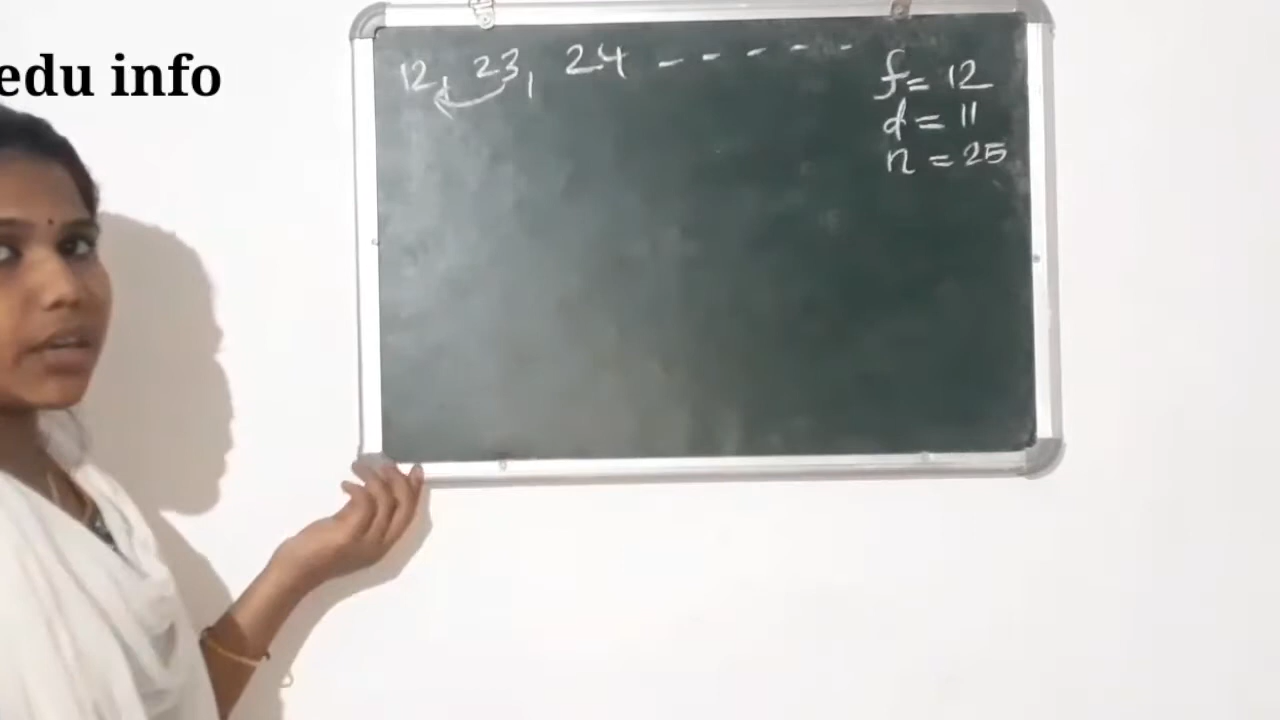 edu info
12, 23, 24 - - - - -
f = 12
d = 11
n = 25